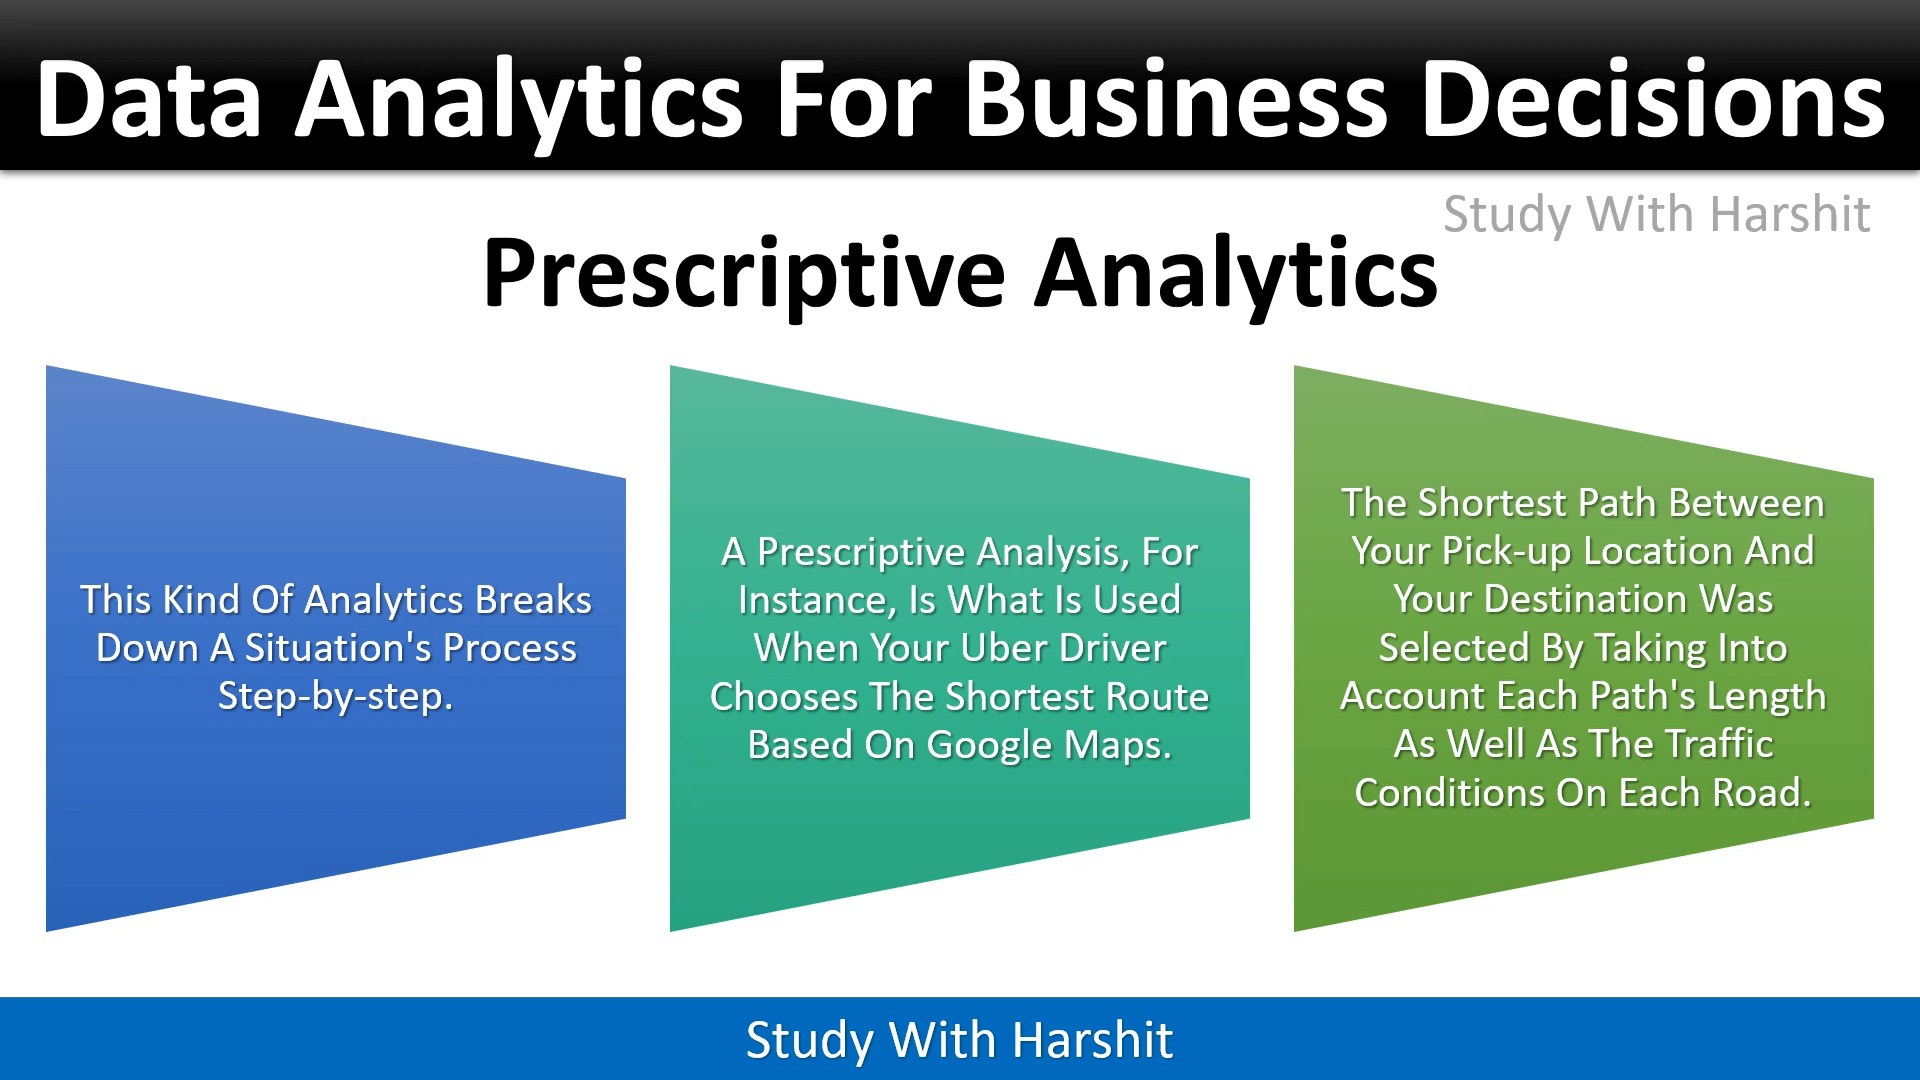 Data Analytics For Business Decisions
Study With Harshit
Prescriptive Analytics
This Kind Of Analytics Breaks
Down A Situation's Process
Step-by-step.
A Prescriptive Analysis, For
Instance, Is What Is Used
When Your Uber Driver
Chooses The Shortest Route
Based On Google Maps.
The Shortest Path Between
Your Pick-up Location And
Your Destination Was
Selected By Taking Into
Account Each Path's Length
As Well As The Traffic
Conditions On Each Road.
Study With Harshit